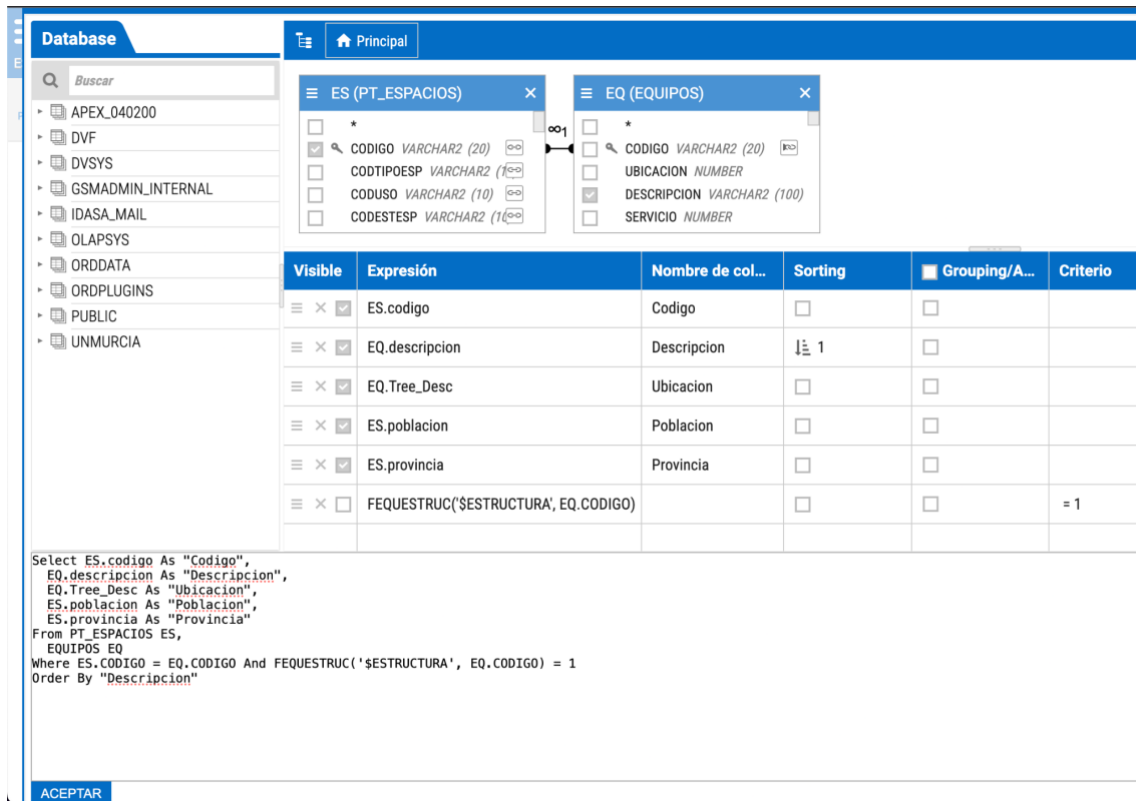 Database
Principal
Buscar
APEX_040200
DVF
DVSYS
GSMADMIN_INTERNAL
IDASA_MAIL
OLAPSYS
ORDDATA
ORDPLUGINS
PUBLIC
UNMURCIA
ES (PT_ESPACIOS)
*
CODIGO VARCHAR2 (20)
CODTIPOESP VARCHAR2 (1
CODUSO VARCHAR2 (10)
CODESTESP VARCHAR2 (10
∞1
EQ (EQUIPOS)
*
CODIGO VARCHAR2 (20)
UBICACION NUMBER
DESCRIPCION VARCHAR2 (100)
SERVICIO NUMBER
Visible Expresión Nombre de col... Sorting Grouping/A... Criterio
ES.codigo Codigo
EQ.descripcion Descripcion 1
EQ.Tree_Desc Ubicacion
ES.poblacion Poblacion
ES.provincia Provincia
FEQUESTRUC('$ESTRUCTURA', EQ.CODIGO) = 1
Select ES.codigo As "Codigo",
EQ.descripcion As "Descripcion",
EQ.Tree_Desc As "Ubicacion",
ES.poblacion As "Poblacion",
ES.provincia As "Provincia"
From PT_ESPACIOS ES,
EQUIPOS EQ
Where ES.CODIGO = EQ.CODIGO And FEQUESTRUC('$ESTRUCTURA', EQ.CODIGO) = 1
Order By "Descripcion"
ACEPTAR